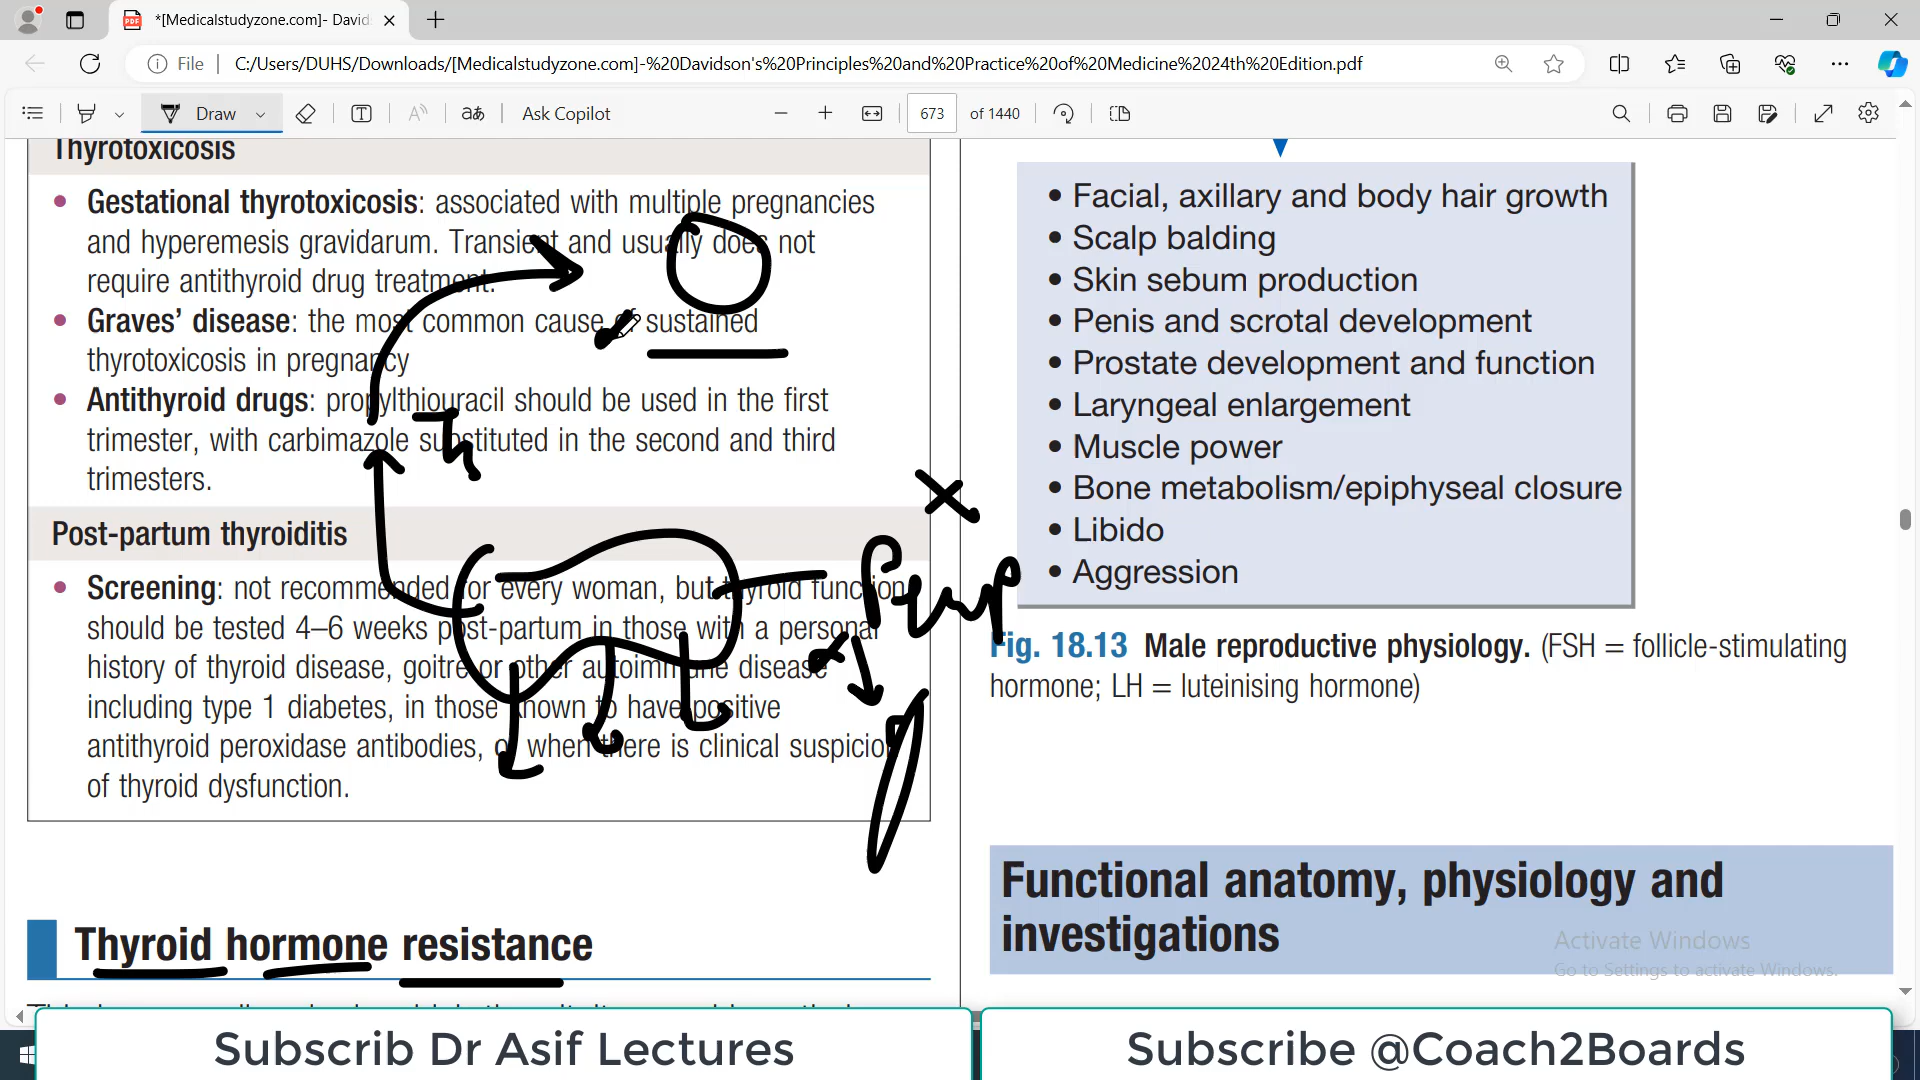 *[Medicalstudyzone.com]- David
File
C:/Users/DUHS/Downloads/[Medicalstudyzone.com]-%20Davidson's%20Principles%20and%20Practice%20of%20Medicine%2024th%20Edition.pdf
Draw
Ask Copilot
673 of 1440
Thyrotoxicosis
• Gestational thyrotoxicosis: associated with multiple pregnancies
and hyperemesis gravidarum. Transient and usually does not
require antithyroid drug treatment.
• Graves' disease: the most common cause of sustained
thyrotoxicosis in pregnancy
• Antithyroid drugs: propylthiouracil should be used in the first
trimester, with carbimazole substituted in the second and third
trimesters.
Post-partum thyroiditis
• Screening: not recommended for every woman, but thyroid function
should be tested 4–6 weeks post-partum in those with a personal
history of thyroid disease, goitre or other autoimmune disease
including type 1 diabetes, in those known to have positive
antithyroid peroxidase antibodies, or when there is clinical suspicion
of thyroid dysfunction.
Thyroid hormone resistance
• Facial, axillary and body hair growth
• Scalp balding
• Skin sebum production
• Penis and scrotal development
• Prostate development and function
• Laryngeal enlargement
• Muscle power
• Bone metabolism/epiphyseal closure
• Libido
• Aggression
Fig. 18.13 Male reproductive physiology. (FSH = follicle-stimulating
hormone; LH = luteinising hormone)
Functional anatomy, physiology and
investigations
Activate Windows
Go to Settings to activate Windows.
Subscrib Dr Asif Lectures
Subscribe @Coach2Boards